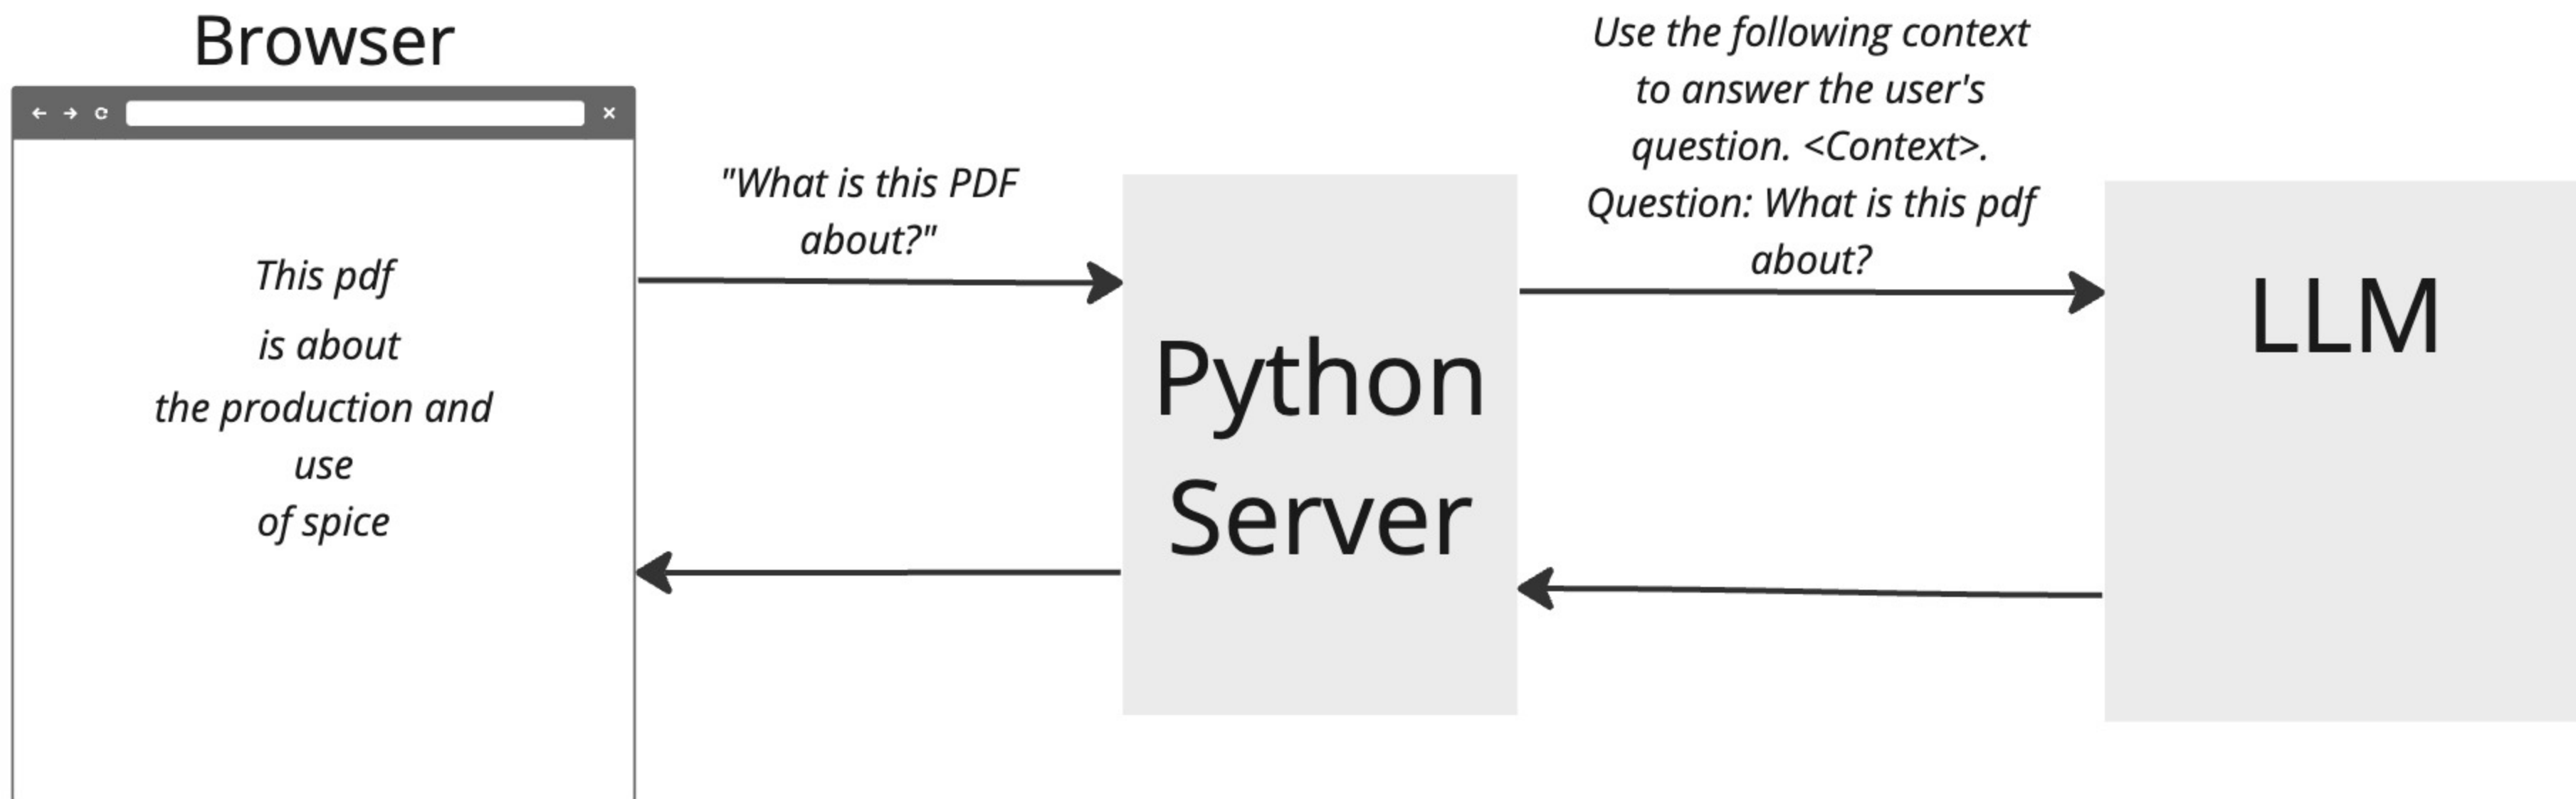 Browser
This pdf
is about
the production and
use
of spice
"What is this PDF
about?"
Python
Server
Use the following context
to answer the user's
question. <Context>.
Question: What is this pdf
about?
LLM